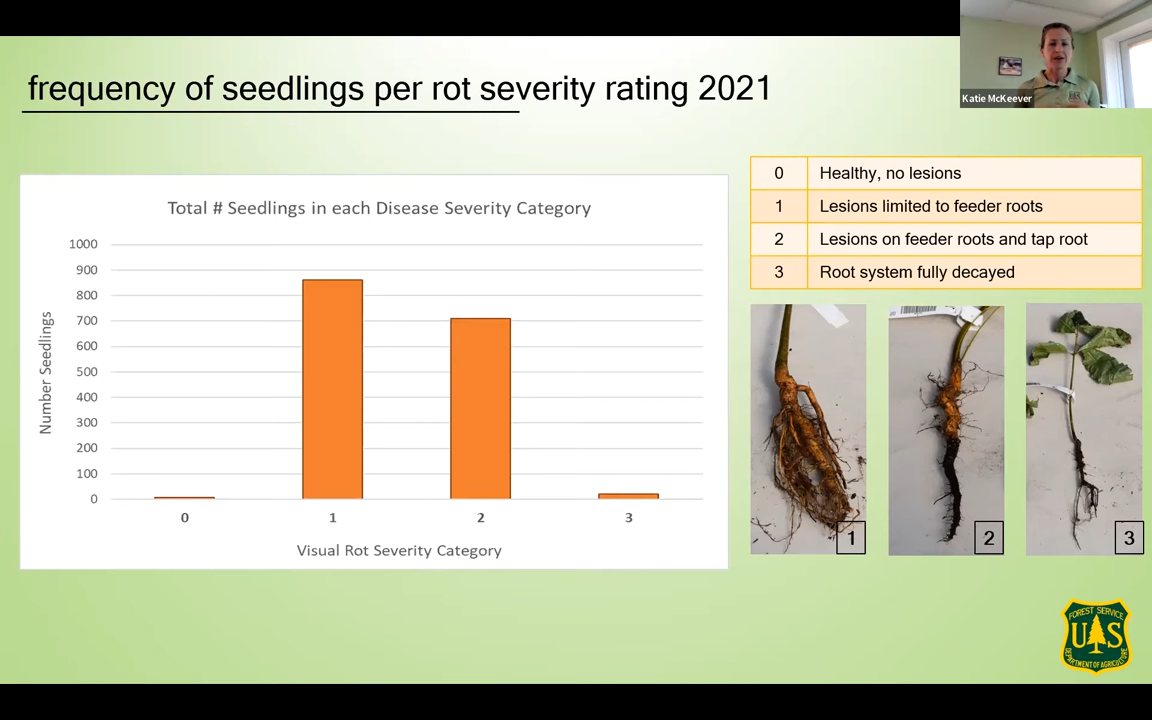 frequency of seedlings per rot severity rating 2021
Katie McKeever
Total # Seedlings in each Disease Severity Category
Number Seedlings
1000
900
800
700
600
500
400
300
200
100
0
0 1 2 3
Visual Rot Severity Category
0 Healthy, no lesions
1 Lesions limited to feeder roots
2 Lesions on feeder roots and tap root
3 Root system fully decayed
1 2 3
FOREST SERVICE
U S
DEPARTMENT OF AGRICULTURE